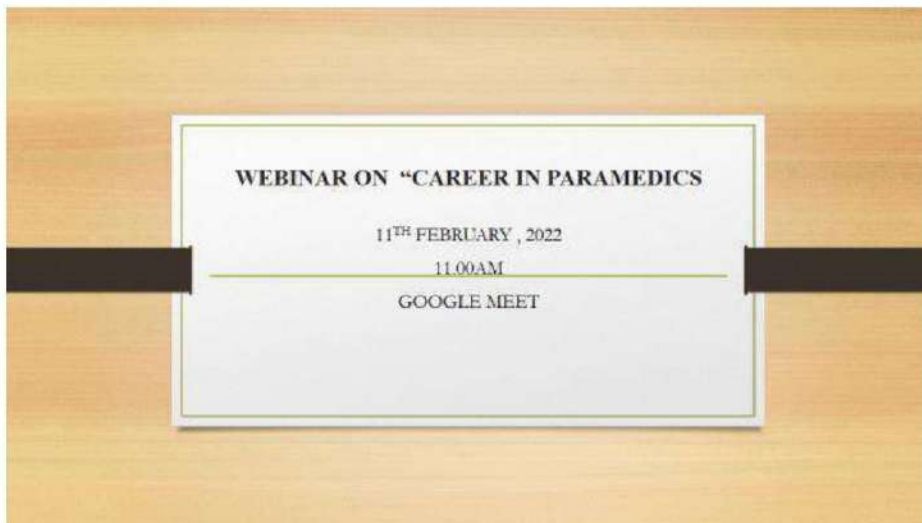 WEBINAR ON “CAREER IN PARAMEDICS
11TH FEBRUARY , 2022
11.00AM
GOOGLE MEET